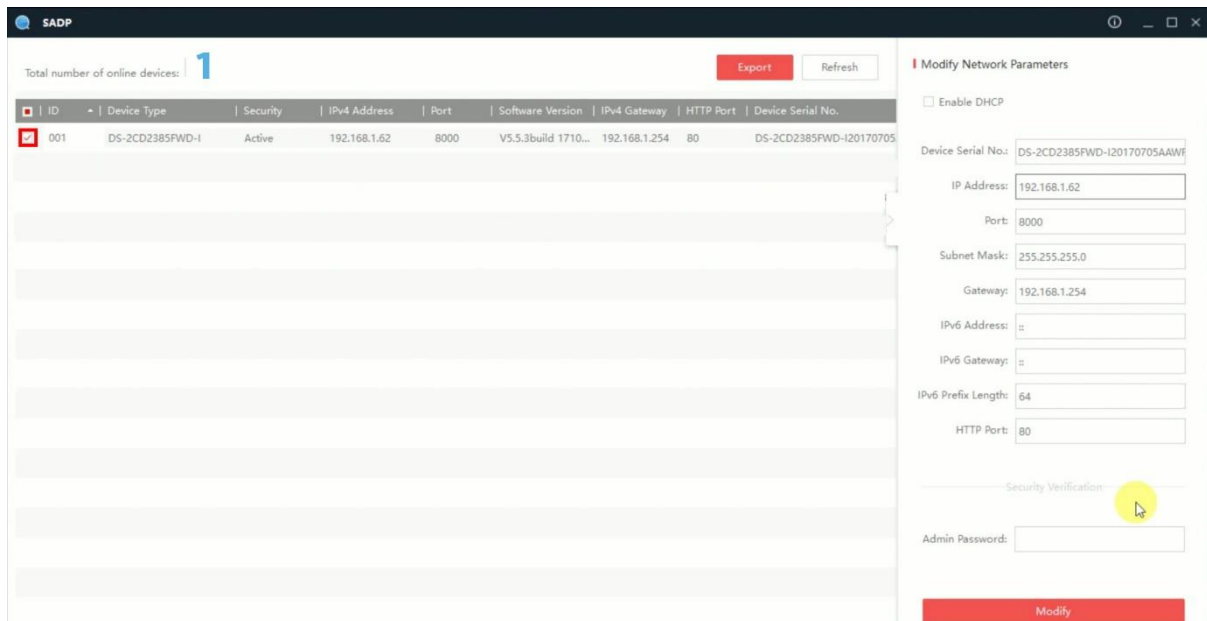 SADP
Total number of online devices: 1
Export
Refresh
ID | Device Type | Security | IPv4 Address | Port | Software Version | IPv4 Gateway | HTTP Port | Device Serial No.
001 DS-2CD2385FWD-I Active 192.168.1.62 8000 V5.5.3build 1710... 192.168.1.254 80 DS-2CD2385FWD-I20170705
Modify Network Parameters
Enable DHCP
Device Serial No.: DS-2CD2385FWD-I20170705AAWF
IP Address: 192.168.1.62
Port: 8000
Subnet Mask: 255.255.255.0
Gateway: 192.168.1.254
IPv6 Address: ::
IPv6 Gateway: ::
IPv6 Prefix Length: 64
HTTP Port: 80
Security Verification
Admin Password:
Modify